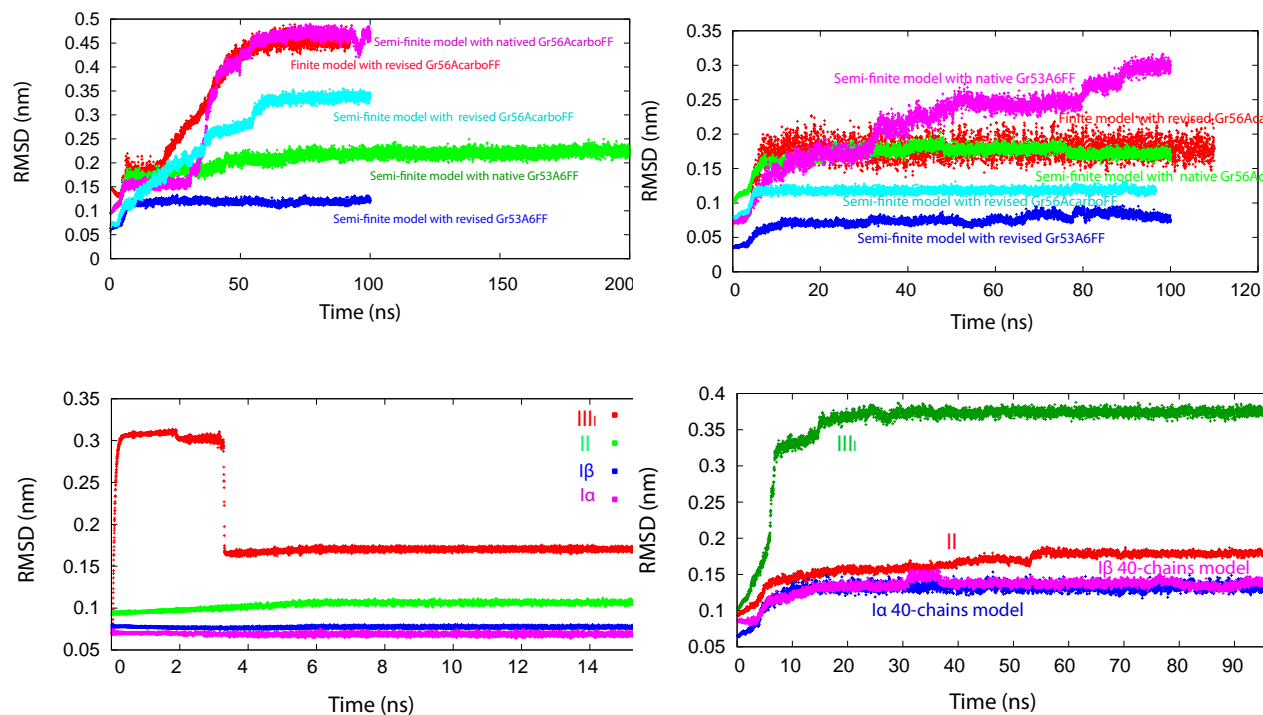 0.5
0.45
0.4
0.35
0.3
0.25
0.2
0.15
0.1
0.05
0
RMSD (nm)
Semi-finite model with natived Gr56AcarboFF
Finite model with revised Gr56AcarboFF
Semi-finite model with revised Gr56AcarboFF
Semi-finite model with native Gr53A6FF
Semi-finite model with revised Gr53A6FF
0 50 100 150 200
Time (ns)
0.35
0.3
0.25
0.2
0.15
0.1
0.05
0
RMSD (nm)
Semi-finite model with native Gr53A6FF
Finite model with revised Gr56Aca
Semi-finite model with native Gr56Ac
Semi-finite model with revised Gr56AcarboFF
Semi-finite model with revised Gr53A6FF
0 20 40 60 80 100 120
Time (ns)
0.35
0.3
0.25
0.2
0.15
0.1
0.05
RMSD (nm)
IIII
II
Iβ
Iα
0 2 4 6 8 10 12 14
Time (ns)
0.4
0.35
0.3
0.25
0.2
0.15
0.1
0.05
RMSD (nm)
IIII
II
Iβ 40-chains model
Iα 40-chains model
0 10 20 30 40 50 60 70 80 90
Time (ns)